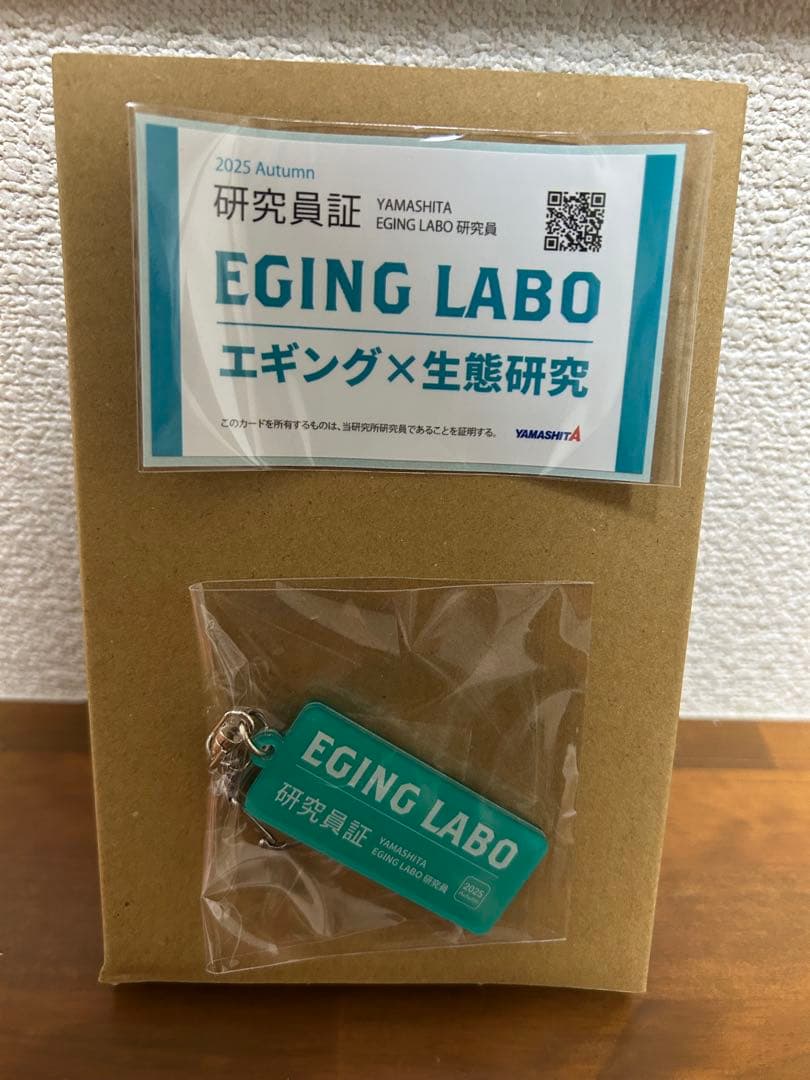 2025 Autumn
研究員証
YAMASHITA
EGING LABO 研究員
EGING LABO
エギング×生態研究
このカードを所有するものは、当研究所研究員であることを証明する。
YAMASHITA
EGING LABO
研究員証
YAMASHITA
EGING LABO 研究員
2025
Autumn